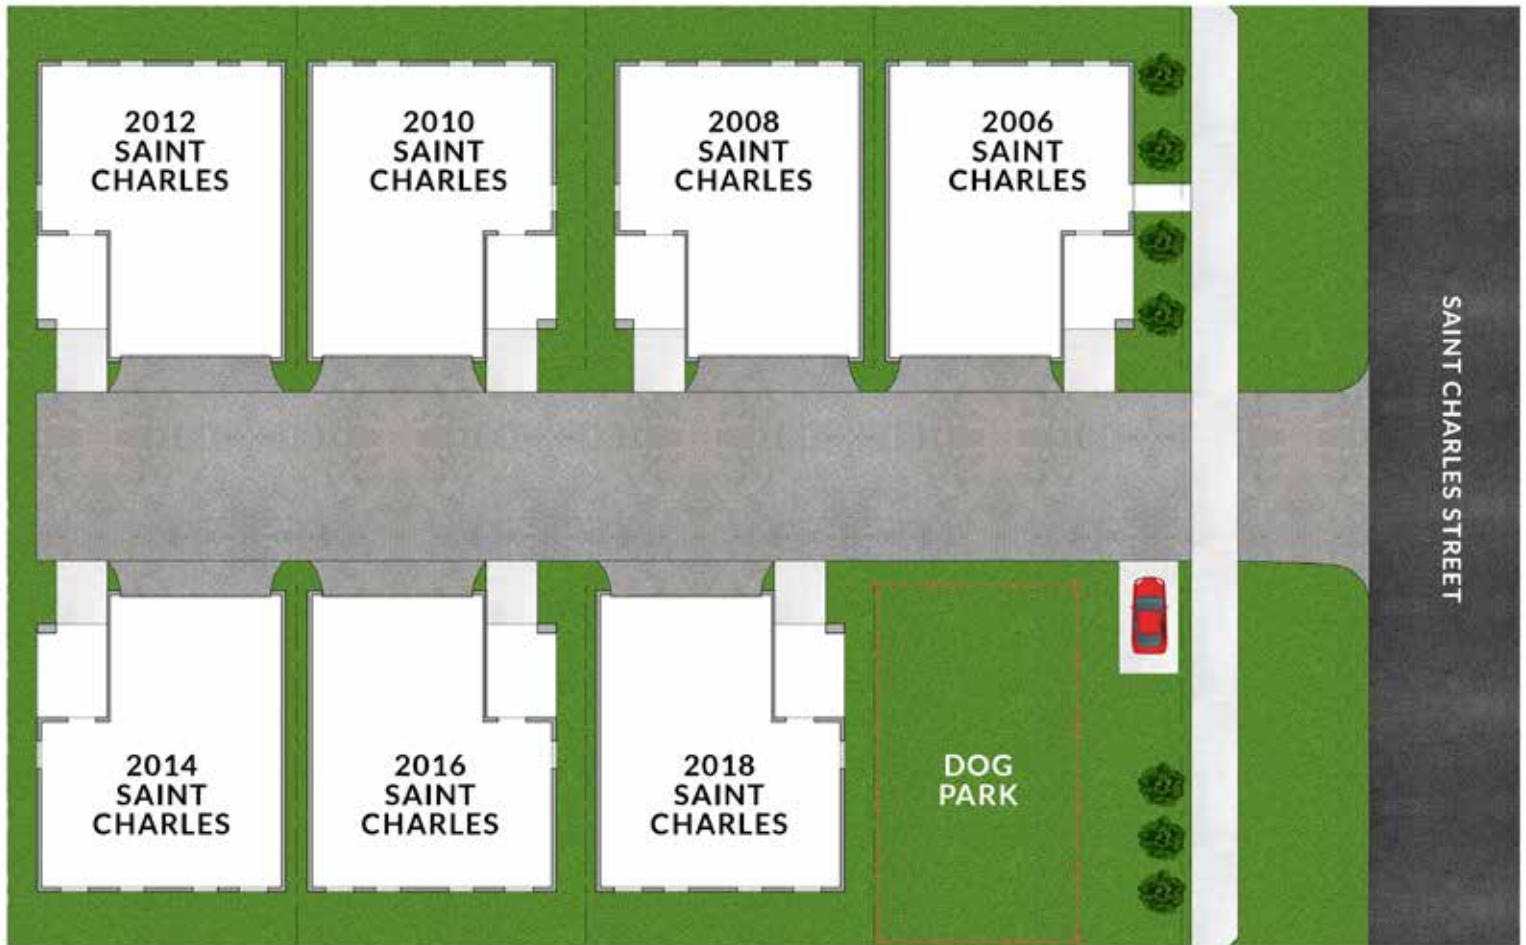 2012
SAINT
CHARLES
2010
SAINT
CHARLES
2008
SAINT
CHARLES
2006
SAINT
CHARLES
SAINT CHARLES STREET
2014
SAINT
CHARLES
2016
SAINT
CHARLES
2018
SAINT
CHARLES
DOG
PARK